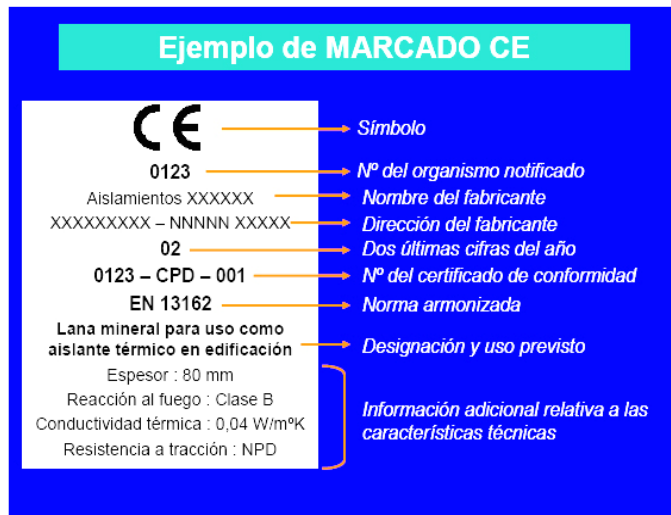 Ejemplo de MARCADO CE
CE
Símbolo
0123
Nº del organismo notificado
Aislamientos XXXXXX
Nombre del fabricante
XXXXXXXXX – NNNNN XXXXX
Dirección del fabricante
02
Dos últimas cifras del año
0123 – CPD – 001
Nº del certificado de conformidad
EN 13162
Norma armonizada
Lana mineral para uso como
aislante térmico en edificación
Designación y uso previsto
Espesor : 80 mm
Reacción al fuego : Clase B
Conductividad térmica : 0,04 W/mºK
Resistencia a tracción : NPD
Información adicional relativa a las
características técnicas